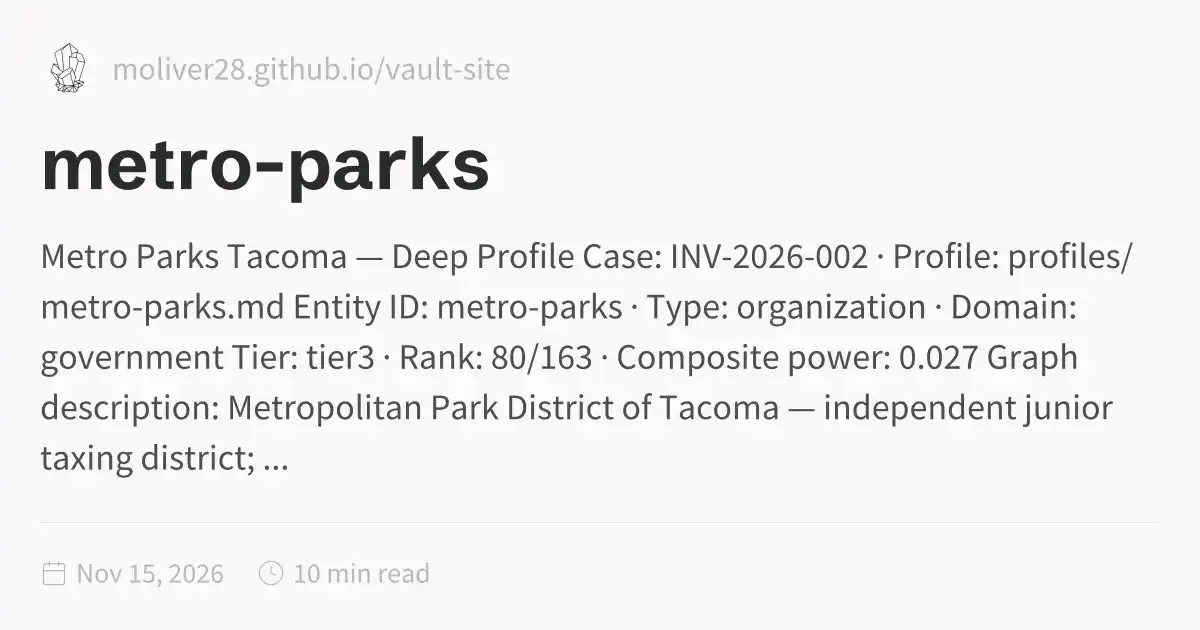 moliver28.github.io/vault-site
metro-parks
Metro Parks Tacoma — Deep Profile Case: INV-2026-002 · Profile: profiles/
metro-parks.md Entity ID: metro-parks · Type: organization · Domain:
government Tier: tier3 · Rank: 80/163 · Composite power: 0.027 Graph
description: Metropolitan Park District of Tacoma — independent junior
taxing district; ...
Nov 15, 2026 10 min read